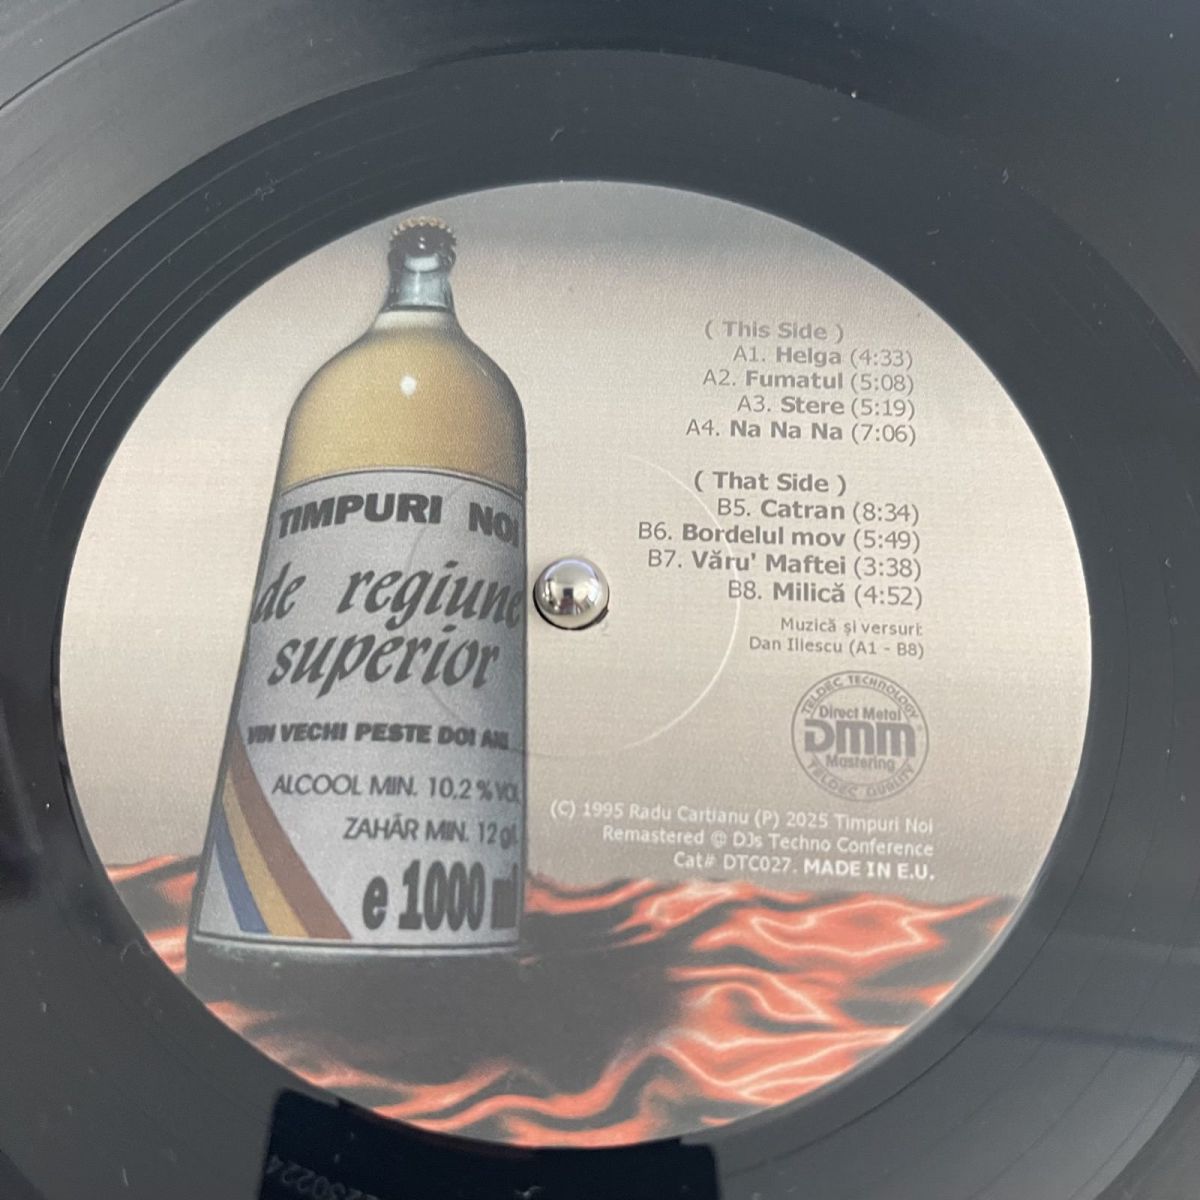 TIMPURI NOI
de regiune
superior
VIN VECHI PESTE DOI ANI
ALCOOL MIN. 10,2 % VOL
ZAHĂR MIN. 12 g/l
e 1000 ml
( This Side )
A1. Helga (4:33)
A2. Fumatul (5:08)
A3. Stere (5:19)
A4. Na Na Na (7:06)
( That Side )
B5. Catran (8:34)
B6. Bordelul mov (5:49)
B7. Văru' Maftei (3:38)
B8. Milică (4:52)
Muzică și versuri:
Dan Iliescu (A1 - B8)
TELDEC TECHNOLOGY
Direct Metal
DMM
Mastering
TELDEC QUALITY
(C) 1995 Radu Cartianu (P) 2025 Timpuri Noi
Remastered @ DJs Techno Conference
Cat# DTC027. MADE IN E.U.